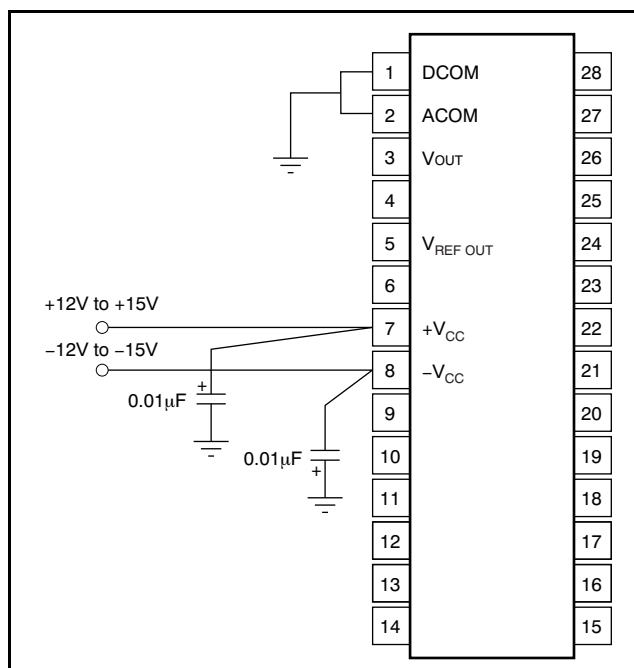 1 DCOM 28
2 ACOM 27
3 VOUT 26
4 25
5 VREF OUT 24
6 23
+12V to +15V
7 +VCC 22
−12V to −15V
8 −VCC 21
+
0.01µF
9 20
0.01µF
+
10 19
11 18
12 17
13 16
14 15